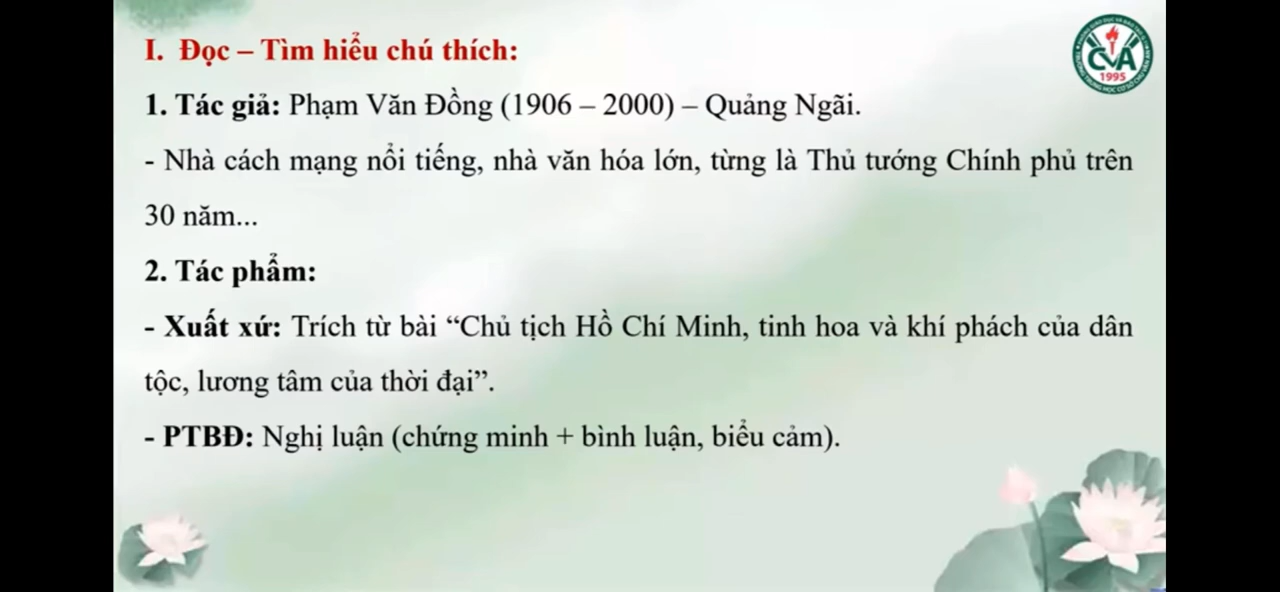 I. Đọc – Tìm hiểu chú thích:
CVA
1995
1. Tác giả: Phạm Văn Đồng (1906 – 2000) – Quảng Ngãi.
- Nhà cách mạng nổi tiếng, nhà văn hóa lớn, từng là Thủ tướng Chính phủ trên
30 năm...
2. Tác phẩm:
- Xuất xứ: Trích từ bài “Chủ tịch Hồ Chí Minh, tinh hoa và khí phách của dân
tộc, lương tâm của thời đại”.
- PTBĐ: Nghị luận (chứng minh + bình luận, biểu cảm).